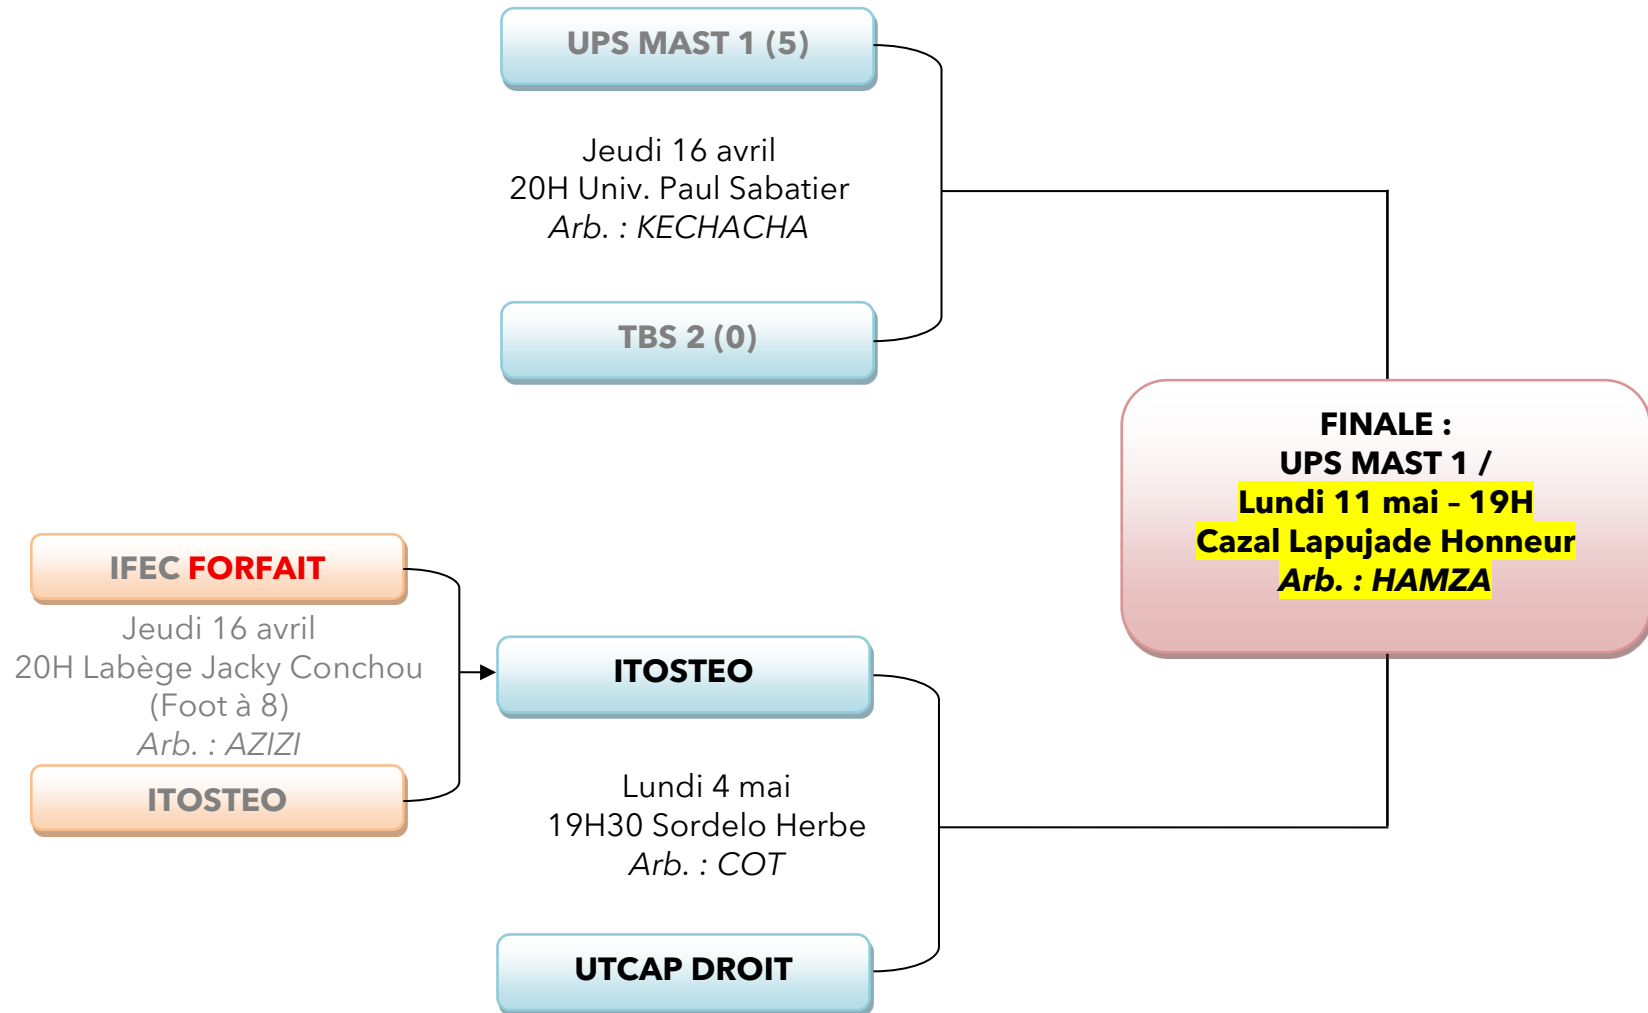 UPS MAST 1 (5)
Jeudi 16 avril
20H Univ. Paul Sabatier
Arb. : KECHACHA
TBS 2 (0)
FINALE :
UPS MAST 1 /
Lundi 11 mai – 19H
Cazal Lapujade Honneur
Arb. : HAMZA
IFEC FORFAIT
Jeudi 16 avril
20H Labège Jacky Conchou
(Foot à 8)
Arb. : AZIZI
ITOSTEO
ITOSTEO
Lundi 4 mai
19H30 Sordelo Herbe
Arb. : COT
UTCAP DROIT